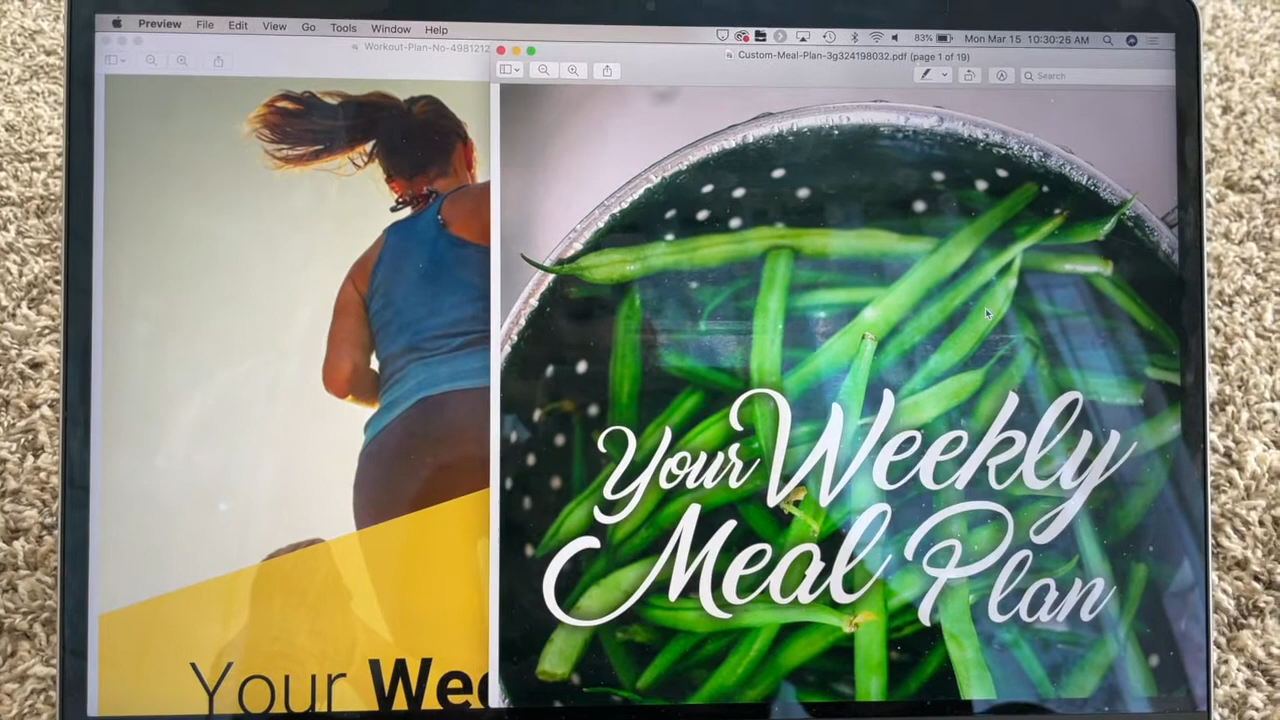 Preview File Edit View Go Tools Window Help
83% Mon Mar 15 10:30:26 AM
Workout-Plan-No-4981212
Custom-Meal-Plan-3g324198032.pdf (page 1 of 19)
Search
Your Weekly
Meal Plan
Your Wee